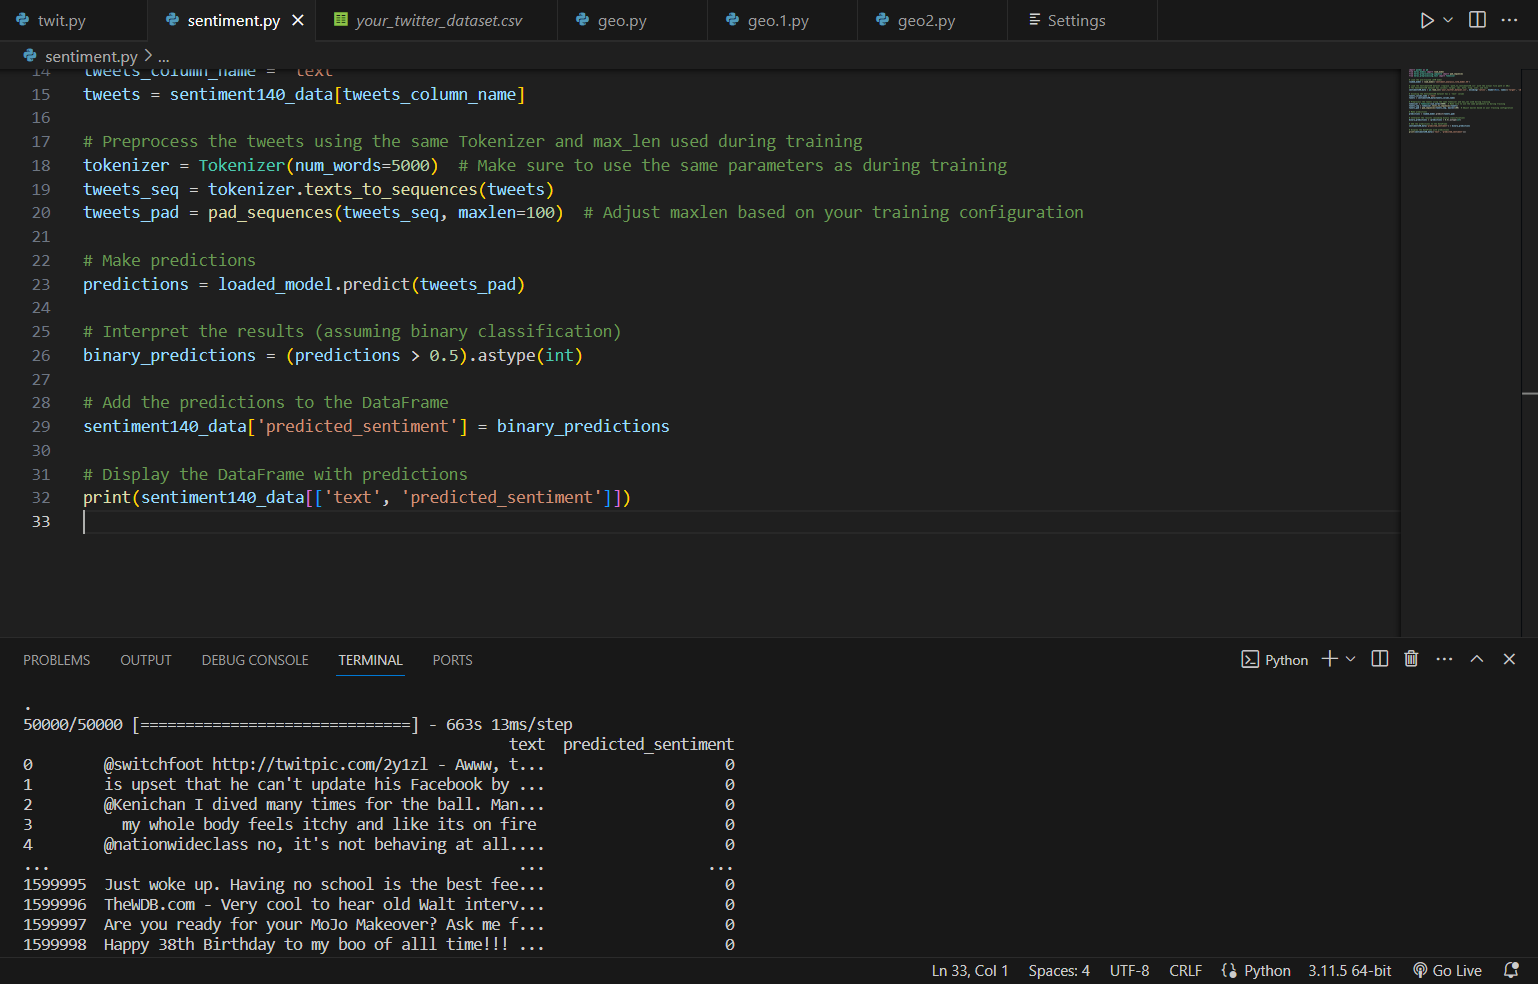 twit.py
sentiment.py
your_twitter_dataset.csv
geo.py
geo.1.py
geo2.py
Settings
sentiment.py > ...
14 tweets_column_name = 'text'
15 tweets = sentiment140_data[tweets_column_name]
16
17 # Preprocess the tweets using the same Tokenizer and max_len used during training
18 tokenizer = Tokenizer(num_words=5000)  # Make sure to use the same parameters as during training
19 tweets_seq = tokenizer.texts_to_sequences(tweets)
20 tweets_pad = pad_sequences(tweets_seq, maxlen=100)  # Adjust maxlen based on your training configuration
21
22 # Make predictions
23 predictions = loaded_model.predict(tweets_pad)
24
25 # Interpret the results (assuming binary classification)
26 binary_predictions = (predictions > 0.5).astype(int)
27
28 # Add the predictions to the DataFrame
29 sentiment140_data['predicted_sentiment'] = binary_predictions
30
31 # Display the DataFrame with predictions
32 print(sentiment140_data[['text', 'predicted_sentiment']])
33
PROBLEMS OUTPUT DEBUG CONSOLE TERMINAL PORTS
Python
.
50000/50000 [==============================] - 663s 13ms/step
text predicted_sentiment
0 @switchfoot http://twitpic.com/2y1zl - Awww, t... 0
1 is upset that he can't update his Facebook by ... 0
2 @Kenichan I dived many times for the ball. Man... 0
3 my whole body feels itchy and like its on fire 0
4 @nationwideclass no, it's not behaving at all.... 0
... ... ...
1599995 Just woke up. Having no school is the best fee... 0
1599996 TheWDB.com - Very cool to hear old Walt interv... 0
1599997 Are you ready for your MoJo Makeover? Ask me f... 0
1599998 Happy 38th Birthday to my boo of alll time!!! ... 0
Ln 33, Col 1 Spaces: 4 UTF-8 CRLF Python 3.11.5 64-bit Go Live